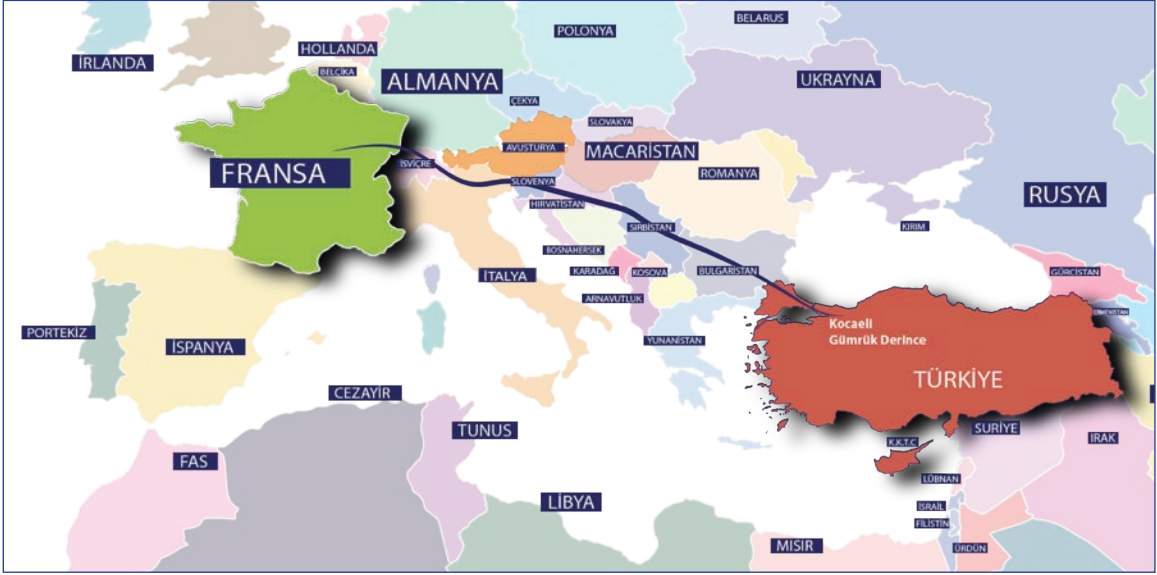 BELARUS
POLONYA
HOLLANDA
İRLANDA
BELÇİKA
ALMANYA
UKRAYNA
ÇEKYA
SLOVAKYA
AVUSTURYA
MACARİSTAN
İSVİÇRE
FRANSA
ROMANYA
SLOVENYA
RUSYA
HIRVATİSTAN
SIRBİSTAN
KIRIM
BOSNAHERSEK
İTALYA
KARADAĞ
KOSOVA
BULGARİSTAN
GÜRCİSTAN
ARNAVUTLUK
ERMENİSTAN
Kocaeli
Gümrük Derince
PORTEKİZ
İSPANYA
YUNANİSTAN
TÜRKİYE
CEZAYİR
TUNUS
SURİYE
K.K.T.C
IRAK
FAS
LÜBNAN
LİBYA
İSRAİL
FİLİSTİN
MISIR
ÜRDÜN